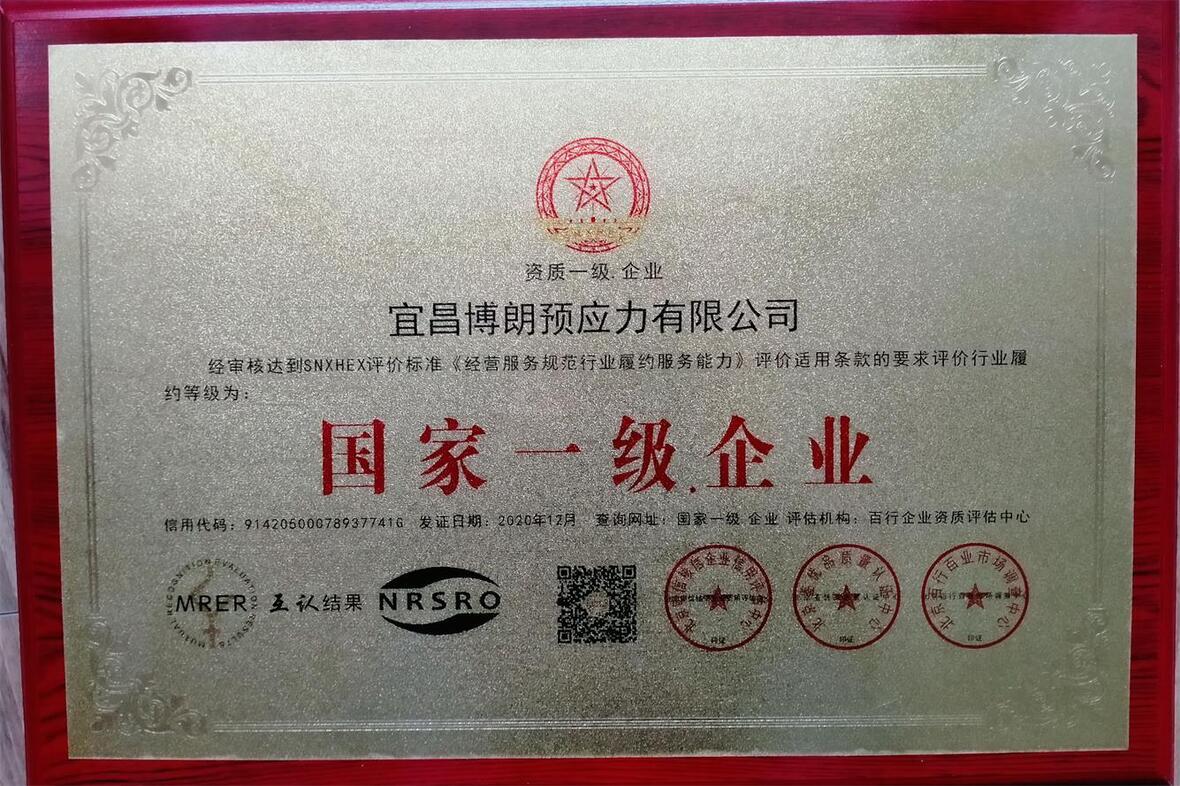 资质一级.企业
宜昌博朗预应力有限公司
经审核达到SNXHEX评价标准《经营服务规范行业履约服务能力》评价适用条款的要求评价行业履
约等级为：
国家一级.企业
信用代码：91420500078937741G 发证日期：2020年12月 查询网址：国家一级.企业 评估机构：百行企业资质评估中心
MRER 互认结果 NRSRO
印证 印证 印证